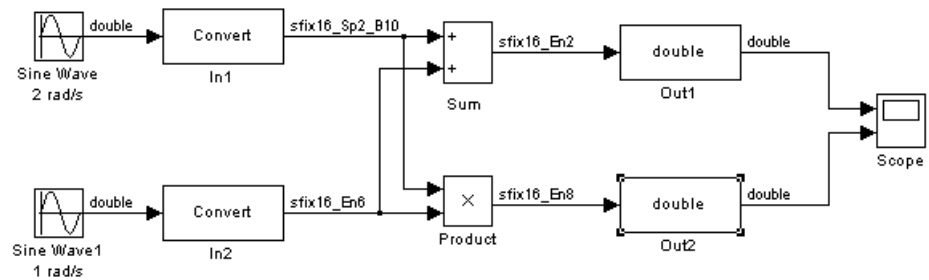 double
Convert
sfix16_Sp2_B10
+
+
sfix16_En2
double
double
Sine Wave
2 rad/s
In1
Sum
Out1
Scope
double
Convert
sfix16_En6
×
sfix16_En8
double
double
Sine Wave1
1 rad/s
In2
Product
Out2